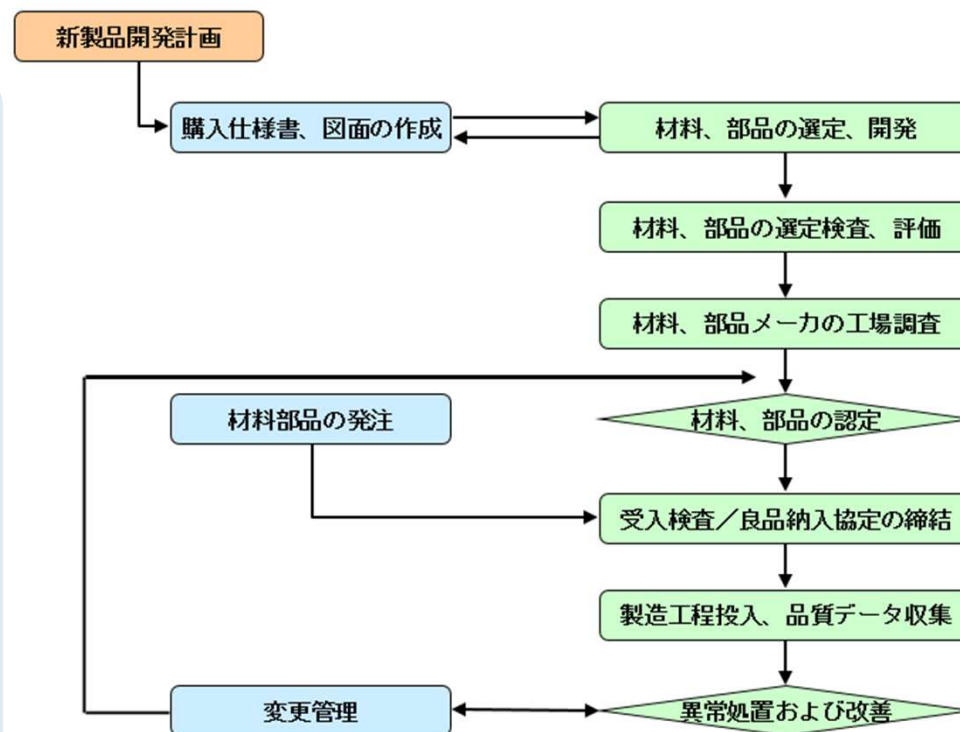 新製品開発計画
購入仕様書、図面の作成
材料、部品の選定、開発
材料、部品の選定検査、評価
材料、部品メーカの工場調査
材料部品の発注
材料、部品の認定
受入検査／良品納入協定の締結
製造工程投入、品質データ収集
変更管理
異常処置および改善